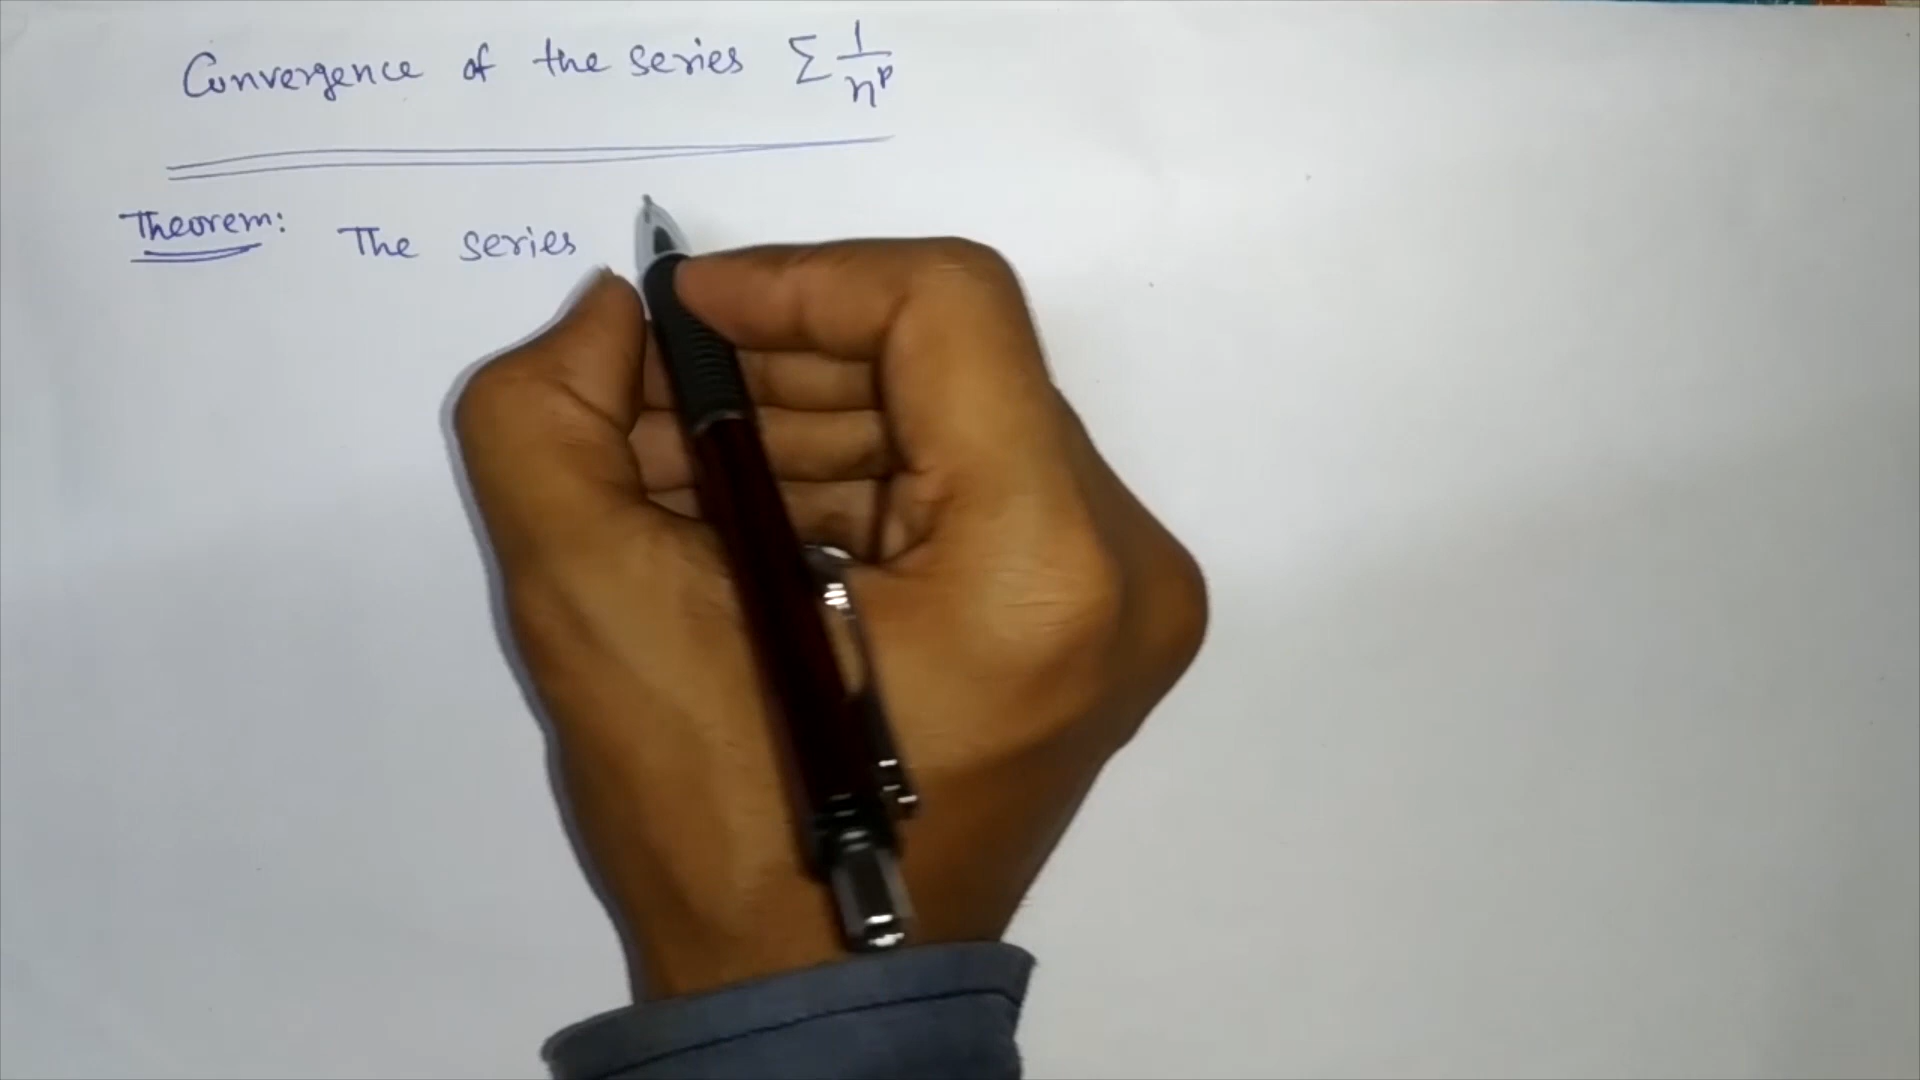 Convergence of the series Σ 1/n^p
Theorem: The series